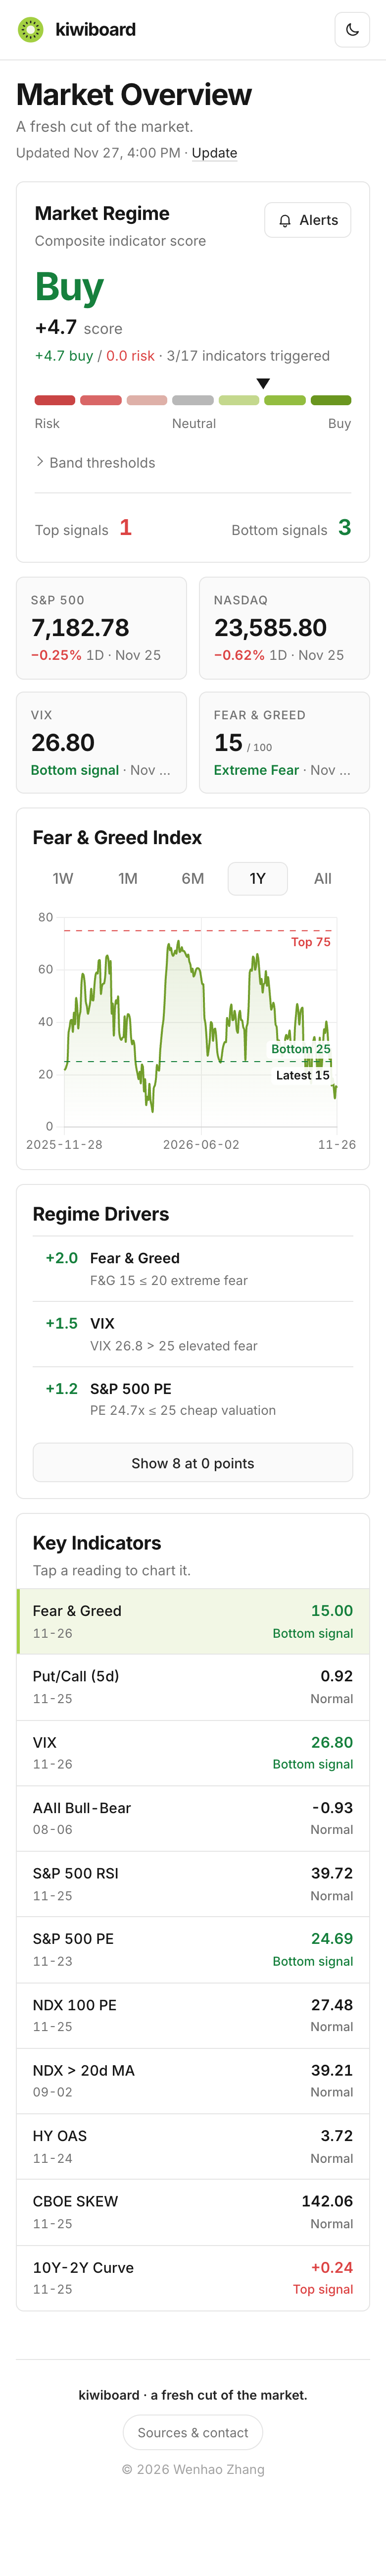 kiwiboard
Market Overview
A fresh cut of the market.
Updated Nov 27, 4:00 PM · Update
Market Regime
Alerts
Composite indicator score
Buy
+4.7 score
+4.7 buy / 0.0 risk · 3/17 indicators triggered
Risk Neutral Buy
Band thresholds
Top signals 1 Bottom signals 3
S&P 500
7,182.78
−0.25% 1D · Nov 25
NASDAQ
23,585.80
−0.62% 1D · Nov 25
VIX
26.80
Bottom signal · Nov ...
FEAR & GREED
15 / 100
Extreme Fear · Nov ...
Fear & Greed Index
1W 1M 6M 1Y All
80
Top 75
60
40
Bottom 25
20
Latest 15
0
2025-11-28 2026-06-02 11-26
Regime Drivers
+2.0 Fear & Greed
F&G 15 ≤ 20 extreme fear
+1.5 VIX
VIX 26.8 > 25 elevated fear
+1.2 S&P 500 PE
PE 24.7x ≤ 25 cheap valuation
Show 8 at 0 points
Key Indicators
Tap a reading to chart it.
Fear & Greed 15.00
11-26 Bottom signal
Put/Call (5d) 0.92
11-25 Normal
VIX 26.80
11-26 Bottom signal
AAII Bull-Bear -0.93
08-06 Normal
S&P 500 RSI 39.72
11-25 Normal
S&P 500 PE 24.69
11-23 Bottom signal
NDX 100 PE 27.48
11-25 Normal
NDX > 20d MA 39.21
09-02 Normal
HY OAS 3.72
11-24 Normal
CBOE SKEW 142.06
11-25 Normal
10Y-2Y Curve +0.24
11-25 Top signal
kiwiboard · a fresh cut of the market.
Sources & contact
© 2026 Wenhao Zhang